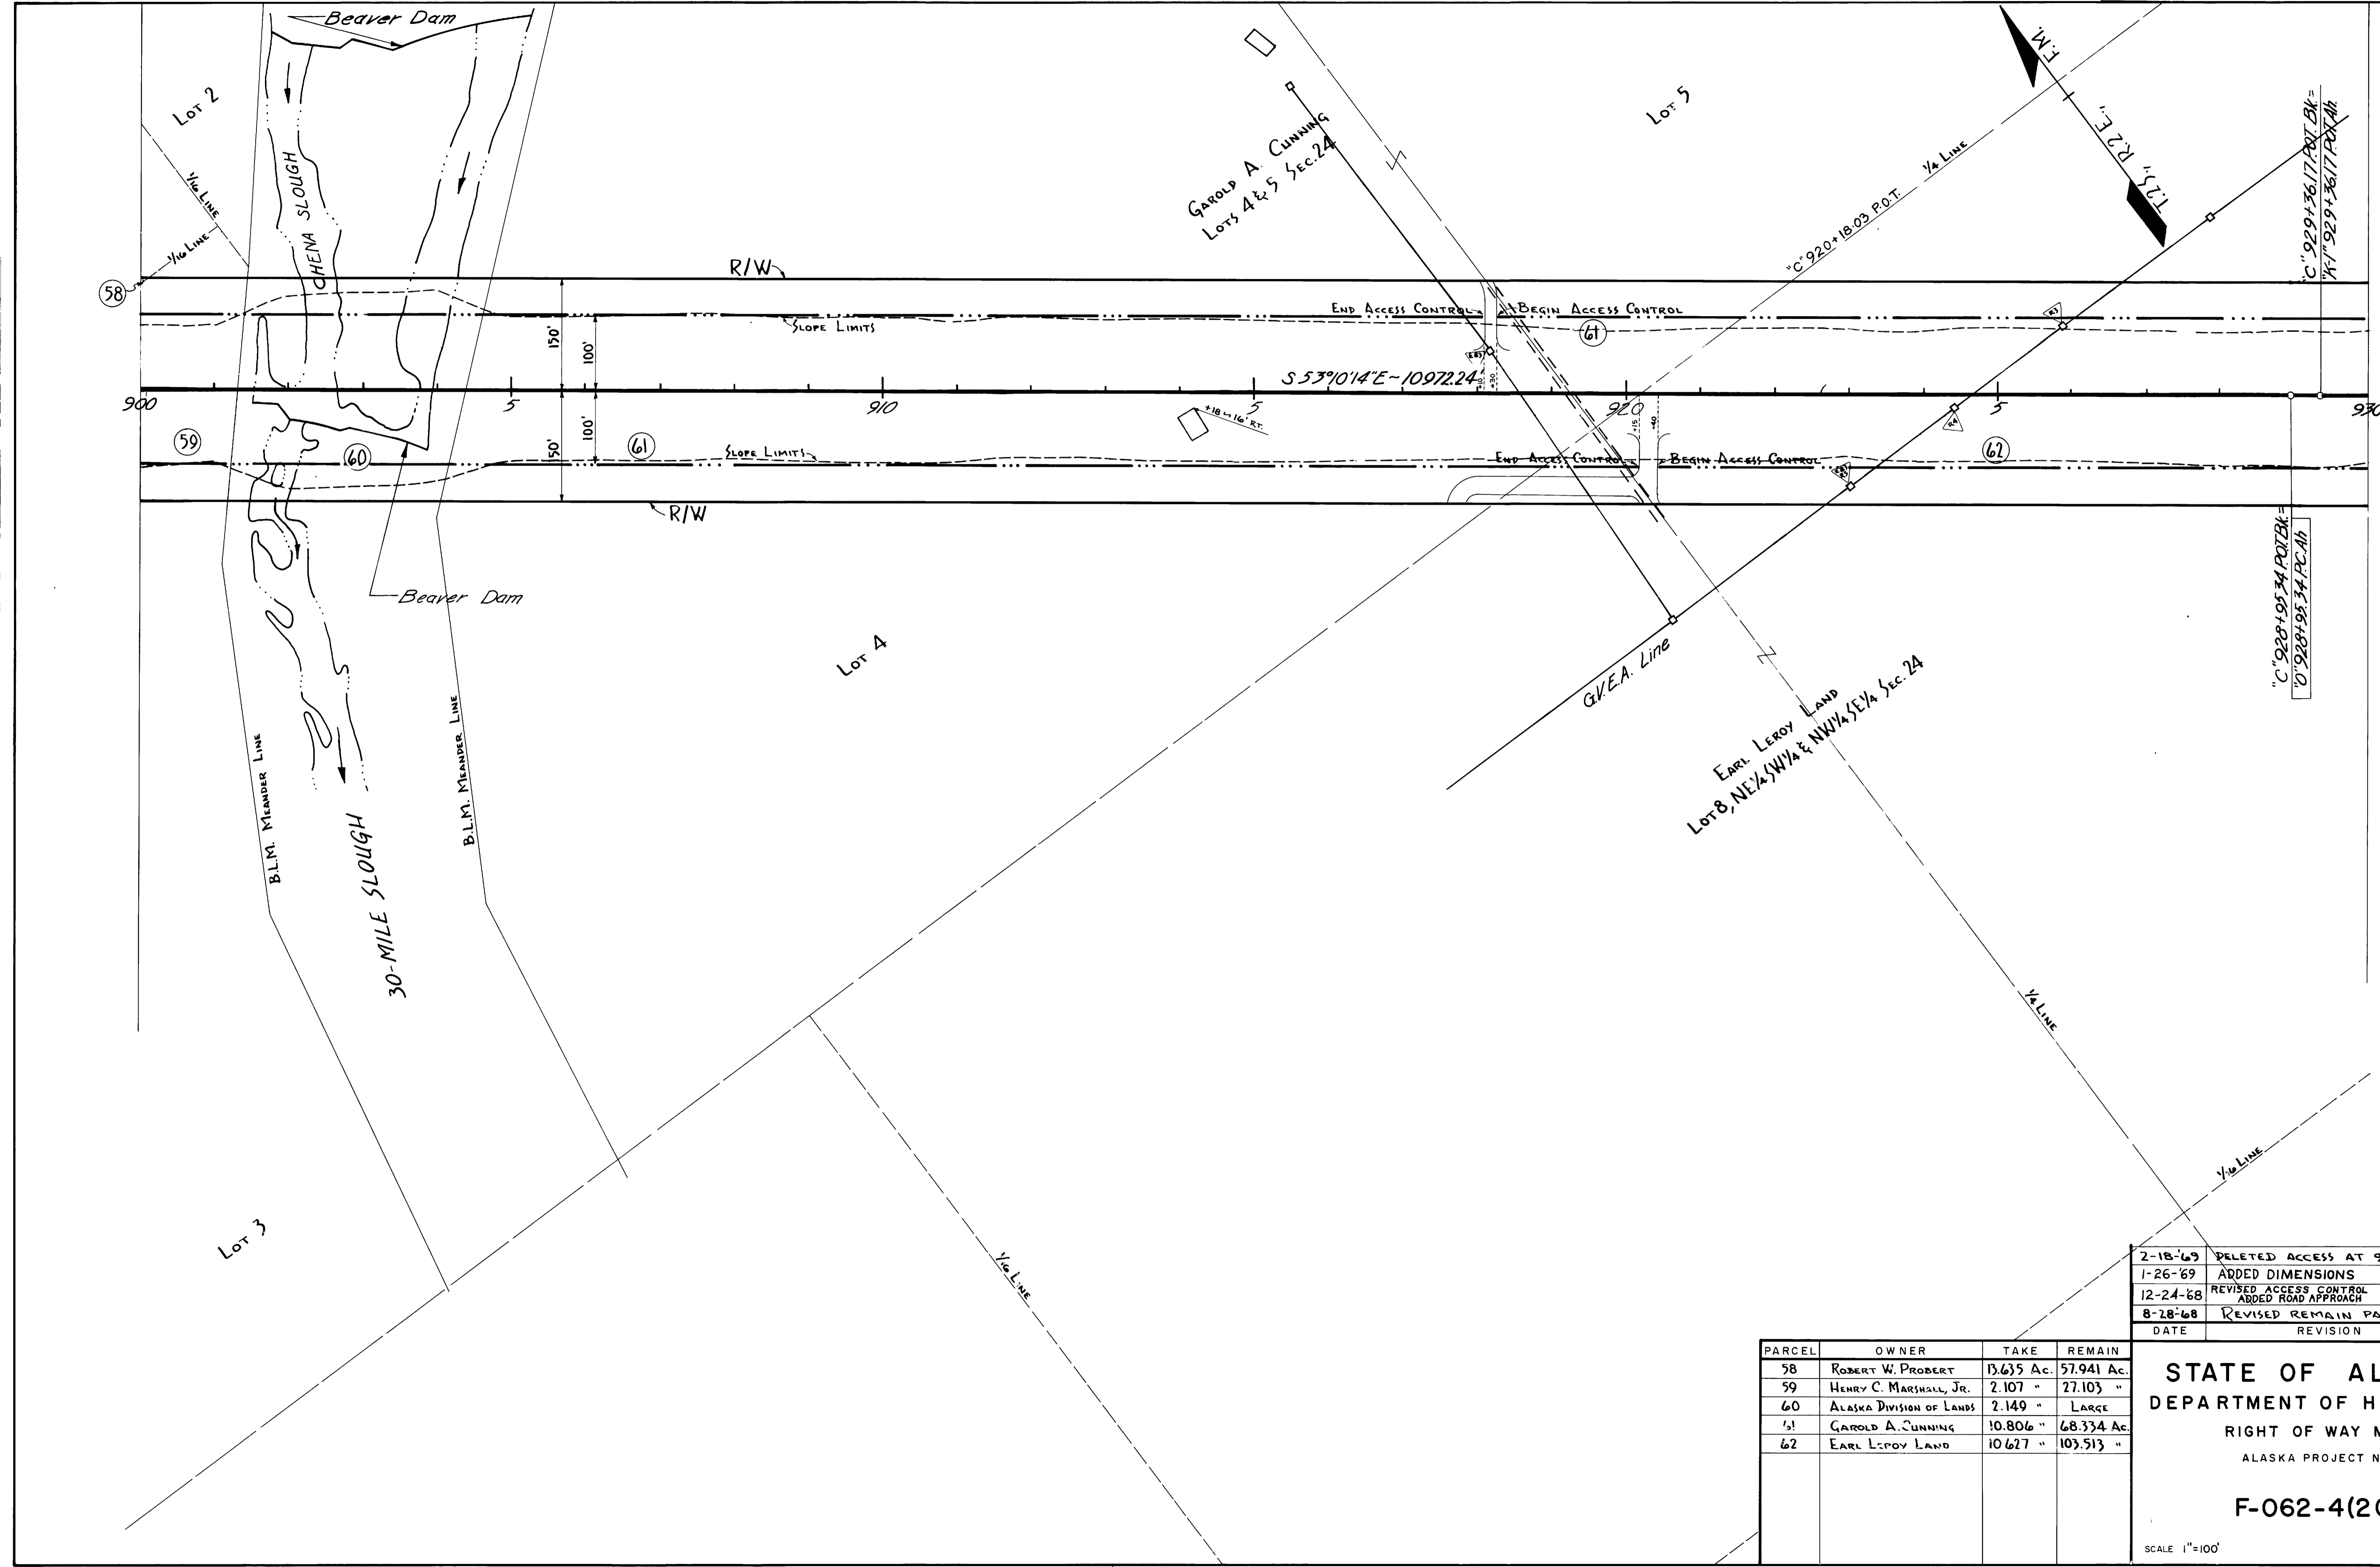 Beaver Dam
Lot 2
1/16 Line
1/16 Line
CHENA SLOUGH
58
R/W
Garold A. Cunning
Lots 4 & 5 Sec. 24
Lot 5
1/4 Line
"C" 920+18.03 P.O.T.
F.M.
R.2 E.,
"C" 929+36.17 P.O.T. Bk.=
"K-1" 929+36.17 P.O.T. Ah.
150'
100'
Slope Limits
End Access Control
Begin Access Control
61
R3
+10
+30
S 53°10'14"E~10972.24
900
5
910
5
920
5
930
+18 16' RT.
+15
+40
R4
59
60
61
150'
100'
Slope Limits
End Access Control
Begin Access Control
62
R/W
Beaver Dam
"C" 928+95.34 P.O.T. Bk.=
"O" 928+95.34 P.C. Ah
Lot 4
G.V.E.A. Line
Earl Leroy Land
Lot 8, NE1/4 SW1/4 & NW1/4 SE1/4 Sec. 24
B.L.M. Meander Line
B.L.M. Meander Line
30-MILE SLOUGH
1/4 Line
1/16 Line
Lot 3
1/16 Line
2-18-'69 DELETED ACCESS AT
1-26-'69 ADDED DIMENSIONS
12-24-'68 REVISED ACCESS CONTROL
ADDED ROAD APPROACH
8-28-'68 REVISED REMAIN
DATE REVISION
PARCEL OWNER TAKE REMAIN
58 Robert W. Probert 13.635 Ac. 57.941 Ac.
59 Henry C. Marshall, Jr. 2.107 " 27.103 "
60 Alaska Division of Lands 2.149 " Large
61 Garold A. Cunning 10.806 " 68.334 Ac.
62 Earl Leroy Land 10.627 " 103.513 "
STATE OF AL
DEPARTMENT OF H
RIGHT OF WAY M
ALASKA PROJECT N
F-062-4(2
SCALE 1"=100'